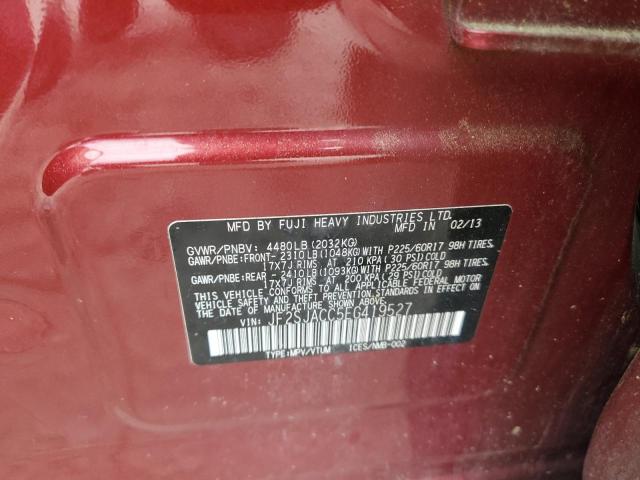 MFD BY FUJI HEAVY INDUSTRIES LTD.
MFD IN 02/13
GVWR/PNBV: 4480LB(2032KG)
GAWR/PNBE:FRONT- 2310LB(1048KG)WITH P225/60R17 98H TIRES,
17X7J RIMS, AT 210 KPA(30 PSI)COLD
GAWR/PNBE:REAR - 2410LB(1093KG)WITH P225/60R17 98H TIRES,
17X7J RIMS, AT 200 KPA(29 PSI)COLD
THIS VEHICLE CONFORMS TO ALL APPLICABLE FEDERAL MOTOR
VEHICLE SAFETY STANDARDS IN EFFECT ON THE DATE OF
MANUFACTURE SHOWN ABOVE.
VIN: JF2SJACC5EG419527
TYPE:MPV/VTUM ICES/NMB-002